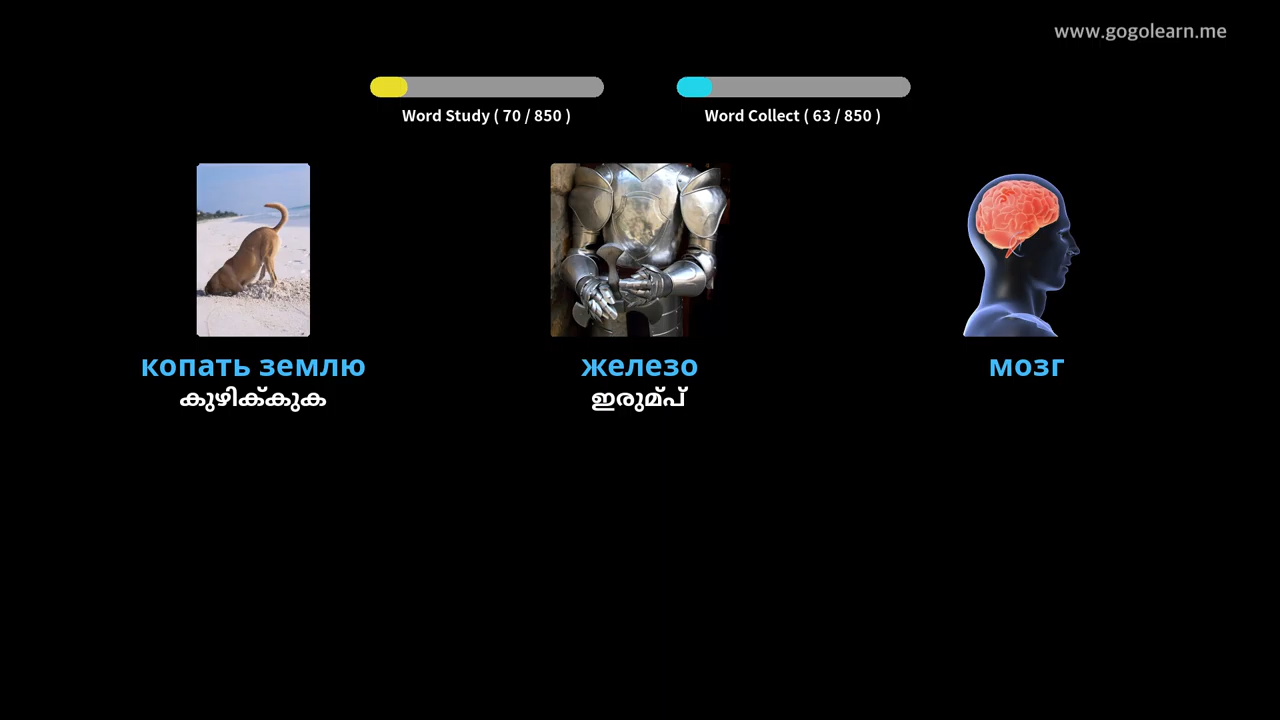 www.gogolearn.me
Word Study ( 70 / 850 )
Word Collect ( 63 / 850 )
копать землю
железо
мозг
കുഴിക്കുക
ഇരുമ്പ്